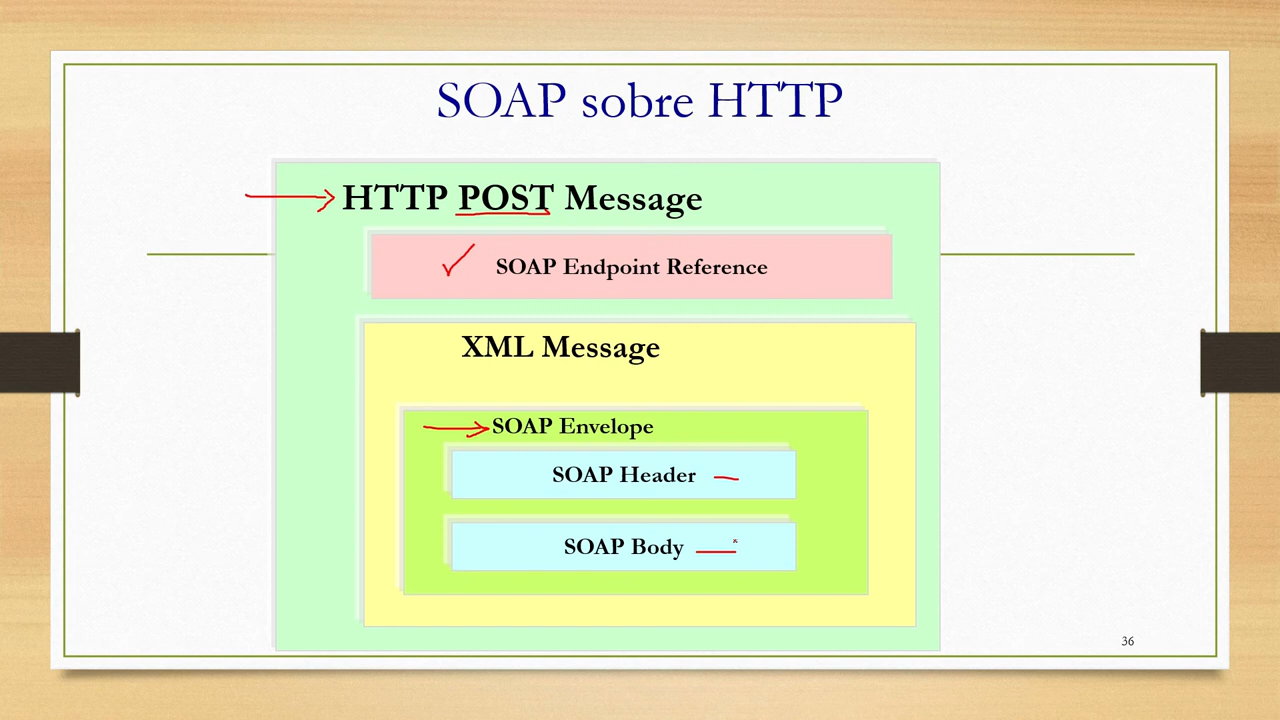 SOAP sobre HTTP
HTTP POST Message
SOAP Endpoint Reference
XML Message
SOAP Envelope
SOAP Header
SOAP Body
36